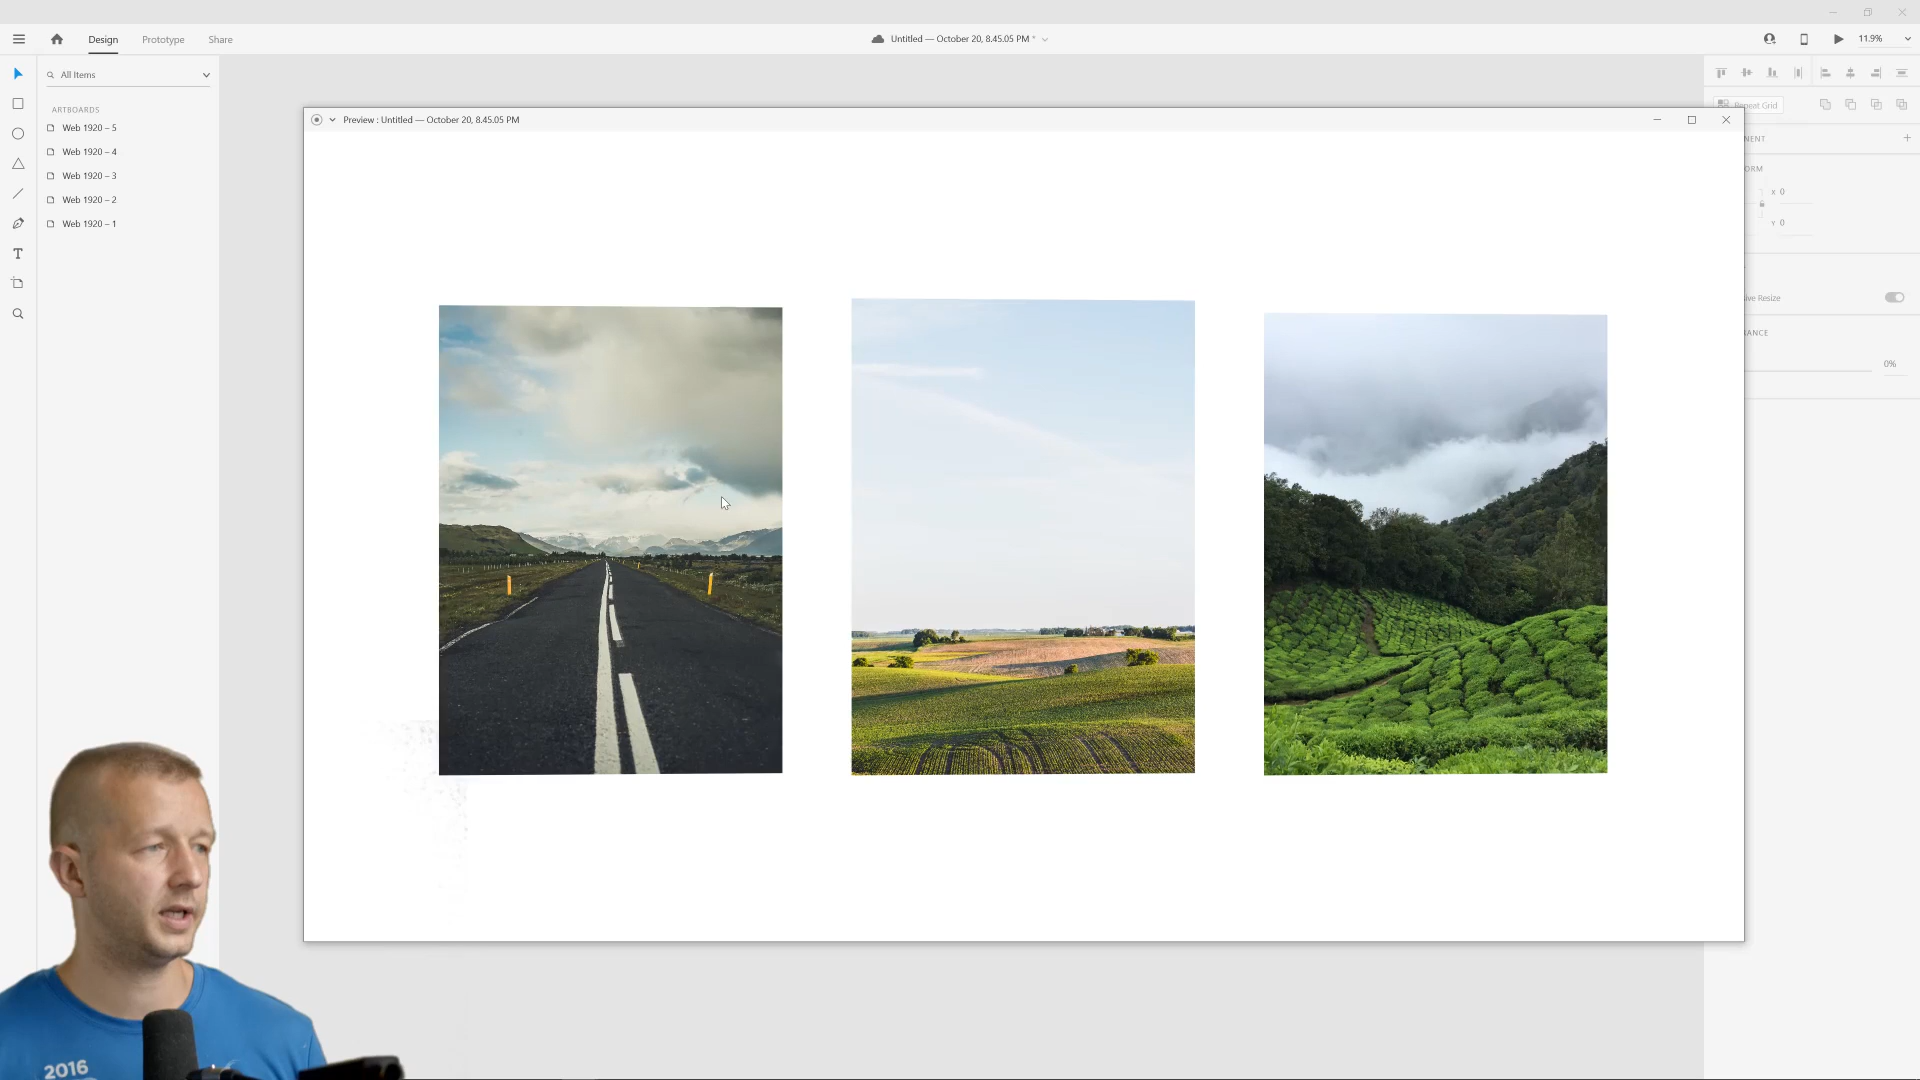 Design
Prototype
Share
Untitled — October 20, 8.45.05 PM *
11.9%
All Items
ARTBOARDS
Web 1920 – 5
Web 1920 – 4
Web 1920 – 3
Web 1920 – 2
Web 1920 – 1
Preview : Untitled — October 20, 8.45.05 PM
Repeat Grid
NENT
ORM
X 0
Y 0
ive Resize
RANCE
0%
2016